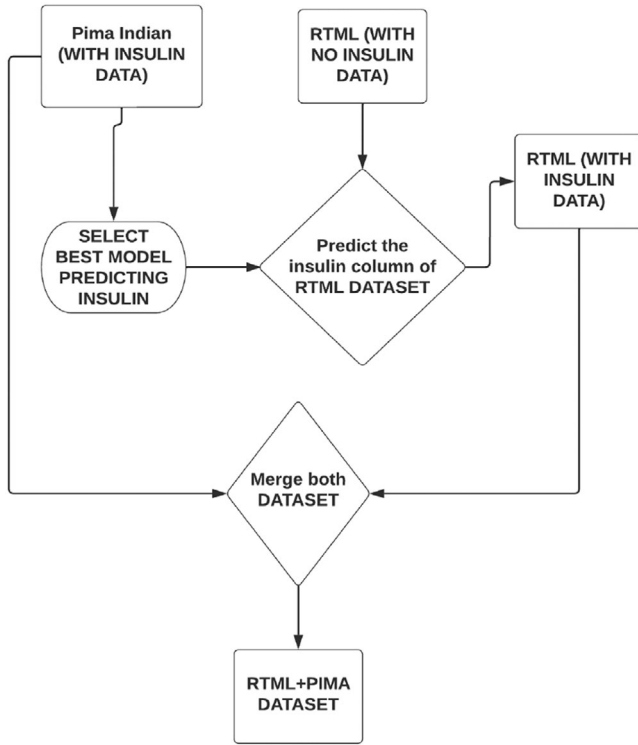 Pima Indian
(WITH INSULIN
DATA)
RTML (WITH
NO INSULIN
DATA)
RTML (WITH
INSULIN
DATA)
SELECT
BEST MODEL
PREDICTING
INSULIN
Predict the
insulin column of
RTML DATASET
Merge both
DATASET
RTML+PIMA
DATASET